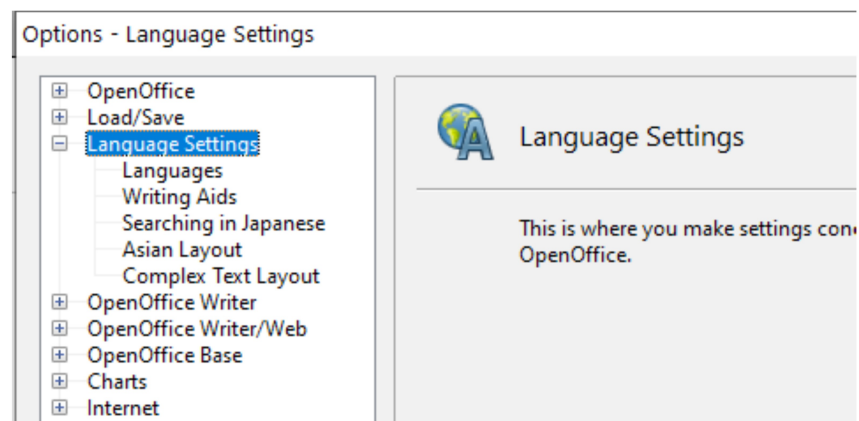 Options - Language Settings
OpenOffice
Load/Save
Language Settings
Languages
Writing Aids
Searching in Japanese
Asian Layout
Complex Text Layout
OpenOffice Writer
OpenOffice Writer/Web
OpenOffice Base
Charts
Internet
Language Settings
This is where you make settings
OpenOffice.